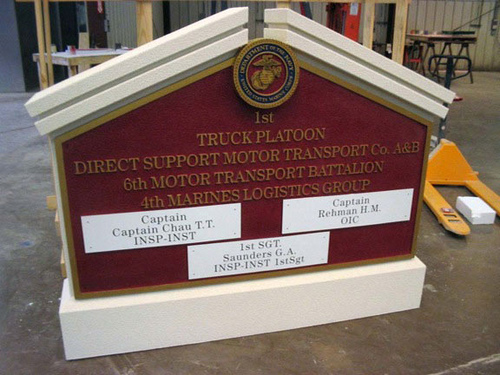 DEPARTMENT OF THE NAVY
UNITED STATES MARINE CORPS
1st
TRUCK PLATOON
DIRECT SUPPORT MOTOR TRANSPORT Co. A&B
6th MOTOR TRANSPORT BATTALION
4th MARINES LOGISTICS GROUP
Captain
Captain Chau T.T.
INSP-INST
Captain
Rehman H.M.
OIC
1st SGT.
Saunders G.A.
INSP-INST 1stSgt